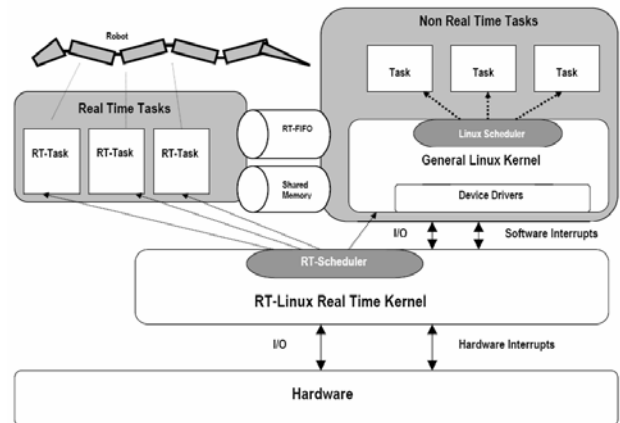 Robot
Non Real Time Tasks
Task
Task
Task
Real Time Tasks
RT-Task
RT-Task
RT-Task
RT-FIFO
Shared
Memory
Linux Scheduler
General Linux Kernel
Device Drivers
I/O
Software Interrupts
RT-Scheduler
RT-Linux Real Time Kernel
I/O
Hardware Interrupts
Hardware